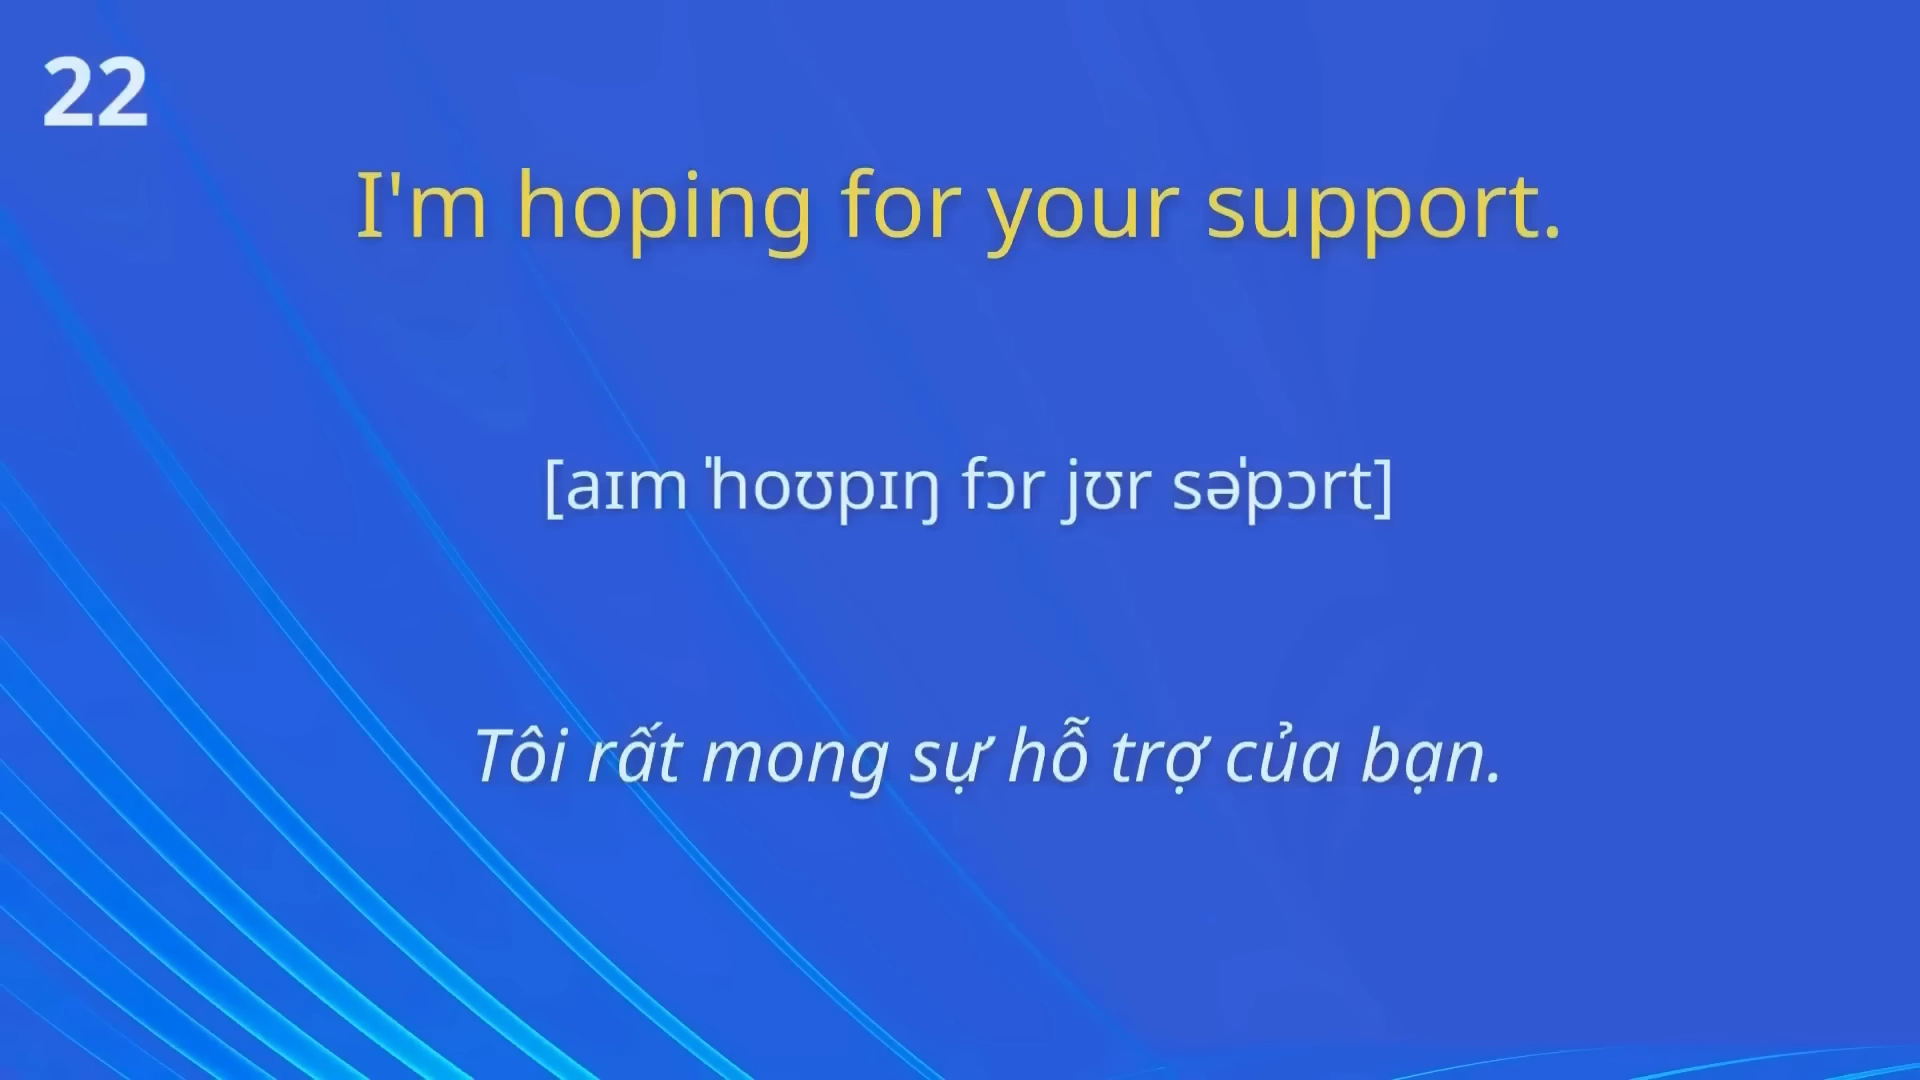 22
I'm hoping for your support.
[aɪm ˈhoʊpɪŋ fɔr jʊr səˈpɔrt]
Tôi rất mong sự hỗ trợ của bạn.